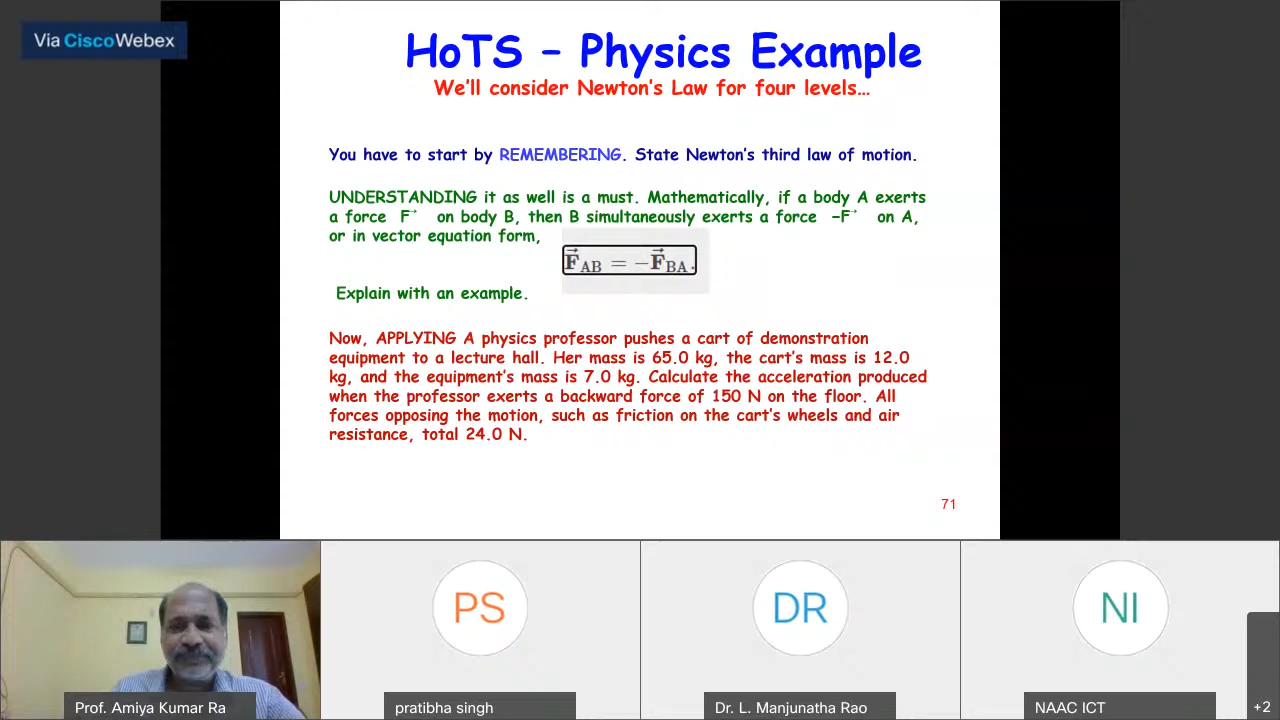 Via CiscoWebex
HoTS – Physics Example
We'll consider Newton's Law for four levels…
You have to start by REMEMBERING. State Newton's third law of motion.
UNDERSTANDING it as well is a must. Mathematically, if a body A exerts
a force F→ on body B, then B simultaneously exerts a force −F→ on A,
or in vector equation form,
F⃗AB = −F⃗BA.
Explain with an example.
Now, APPLYING A physics professor pushes a cart of demonstration
equipment to a lecture hall. Her mass is 65.0 kg, the cart's mass is 12.0
kg, and the equipment's mass is 7.0 kg. Calculate the acceleration produced
when the professor exerts a backward force of 150 N on the floor. All
forces opposing the motion, such as friction on the cart's wheels and air
resistance, total 24.0 N.
71
PS
DR
NI
Prof. Amiya Kumar Ra
pratibha singh
Dr. L. Manjunatha Rao
NAAC ICT
+2